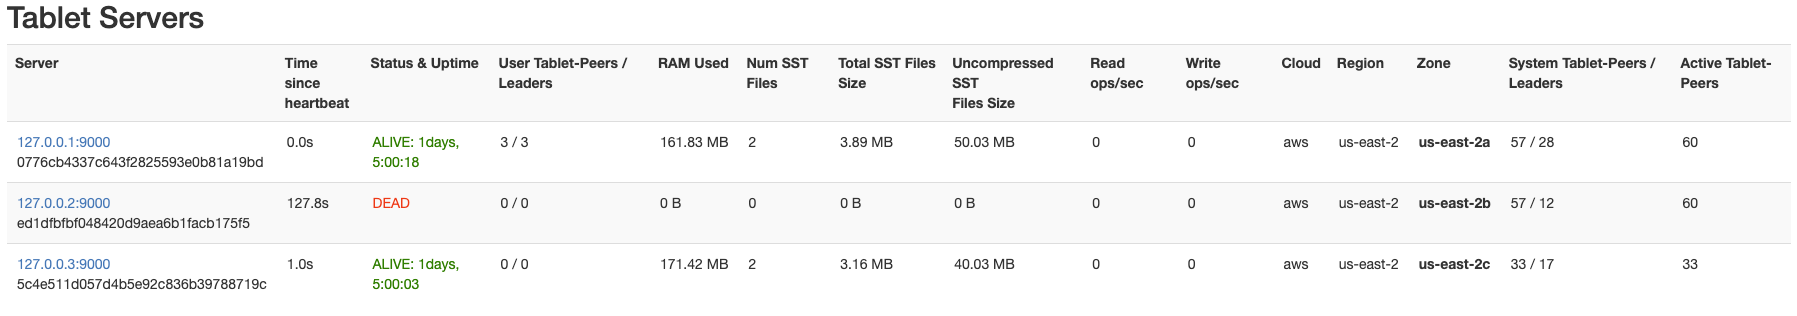 Tablet Servers
Server Time since heartbeat Status & Uptime User Tablet-Peers / Leaders RAM Used Num SST Files Total SST Files Size Uncompressed SST Files Size Read ops/sec Write ops/sec Cloud Region Zone System Tablet-Peers / Leaders Active Tablet-Peers
127.0.0.1:9000 0.0s ALIVE: 1days, 3 / 3 161.83 MB 2 3.89 MB 50.03 MB 0 0 aws us-east-2 us-east-2a 57 / 28 60
0776cb4337c643f2825593e0b81a19bd 5:00:18
127.0.0.2:9000 127.8s DEAD 0 / 0 0 B 0 0 B 0 B 0 0 aws us-east-2 us-east-2b 57 / 12 60
ed1dfbfbf048420d9aea6b1facb175f5
127.0.0.3:9000 1.0s ALIVE: 1days, 0 / 0 171.42 MB 2 3.16 MB 40.03 MB 0 0 aws us-east-2 us-east-2c 33 / 17 33
5c4e511d057d4b5e92c836b39788719c 5:00:03